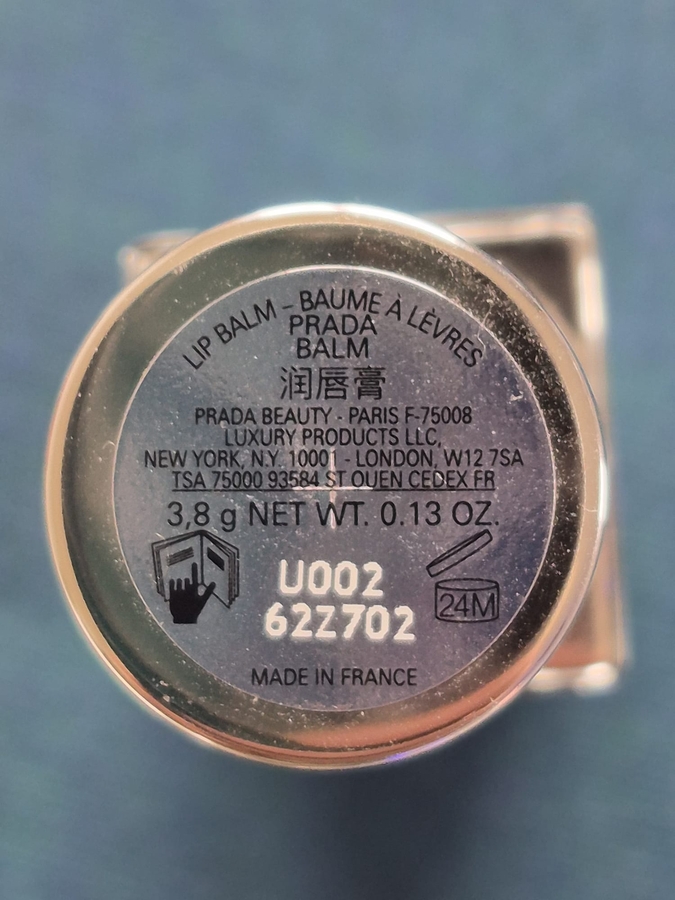 LIP BALM – BAUME À LÈVRES
PRADA
BALM
润唇膏
PRADA BEAUTY - PARIS F-75008
LUXURY PRODUCTS LLC,
NEW YORK, N.Y. 10001 - LONDON, W12 7SA
TSA 75000 93584 ST OUEN CEDEX FR
3,8 g NET WT. 0.13 OZ.
24M
U002
62Z702
MADE IN FRANCE